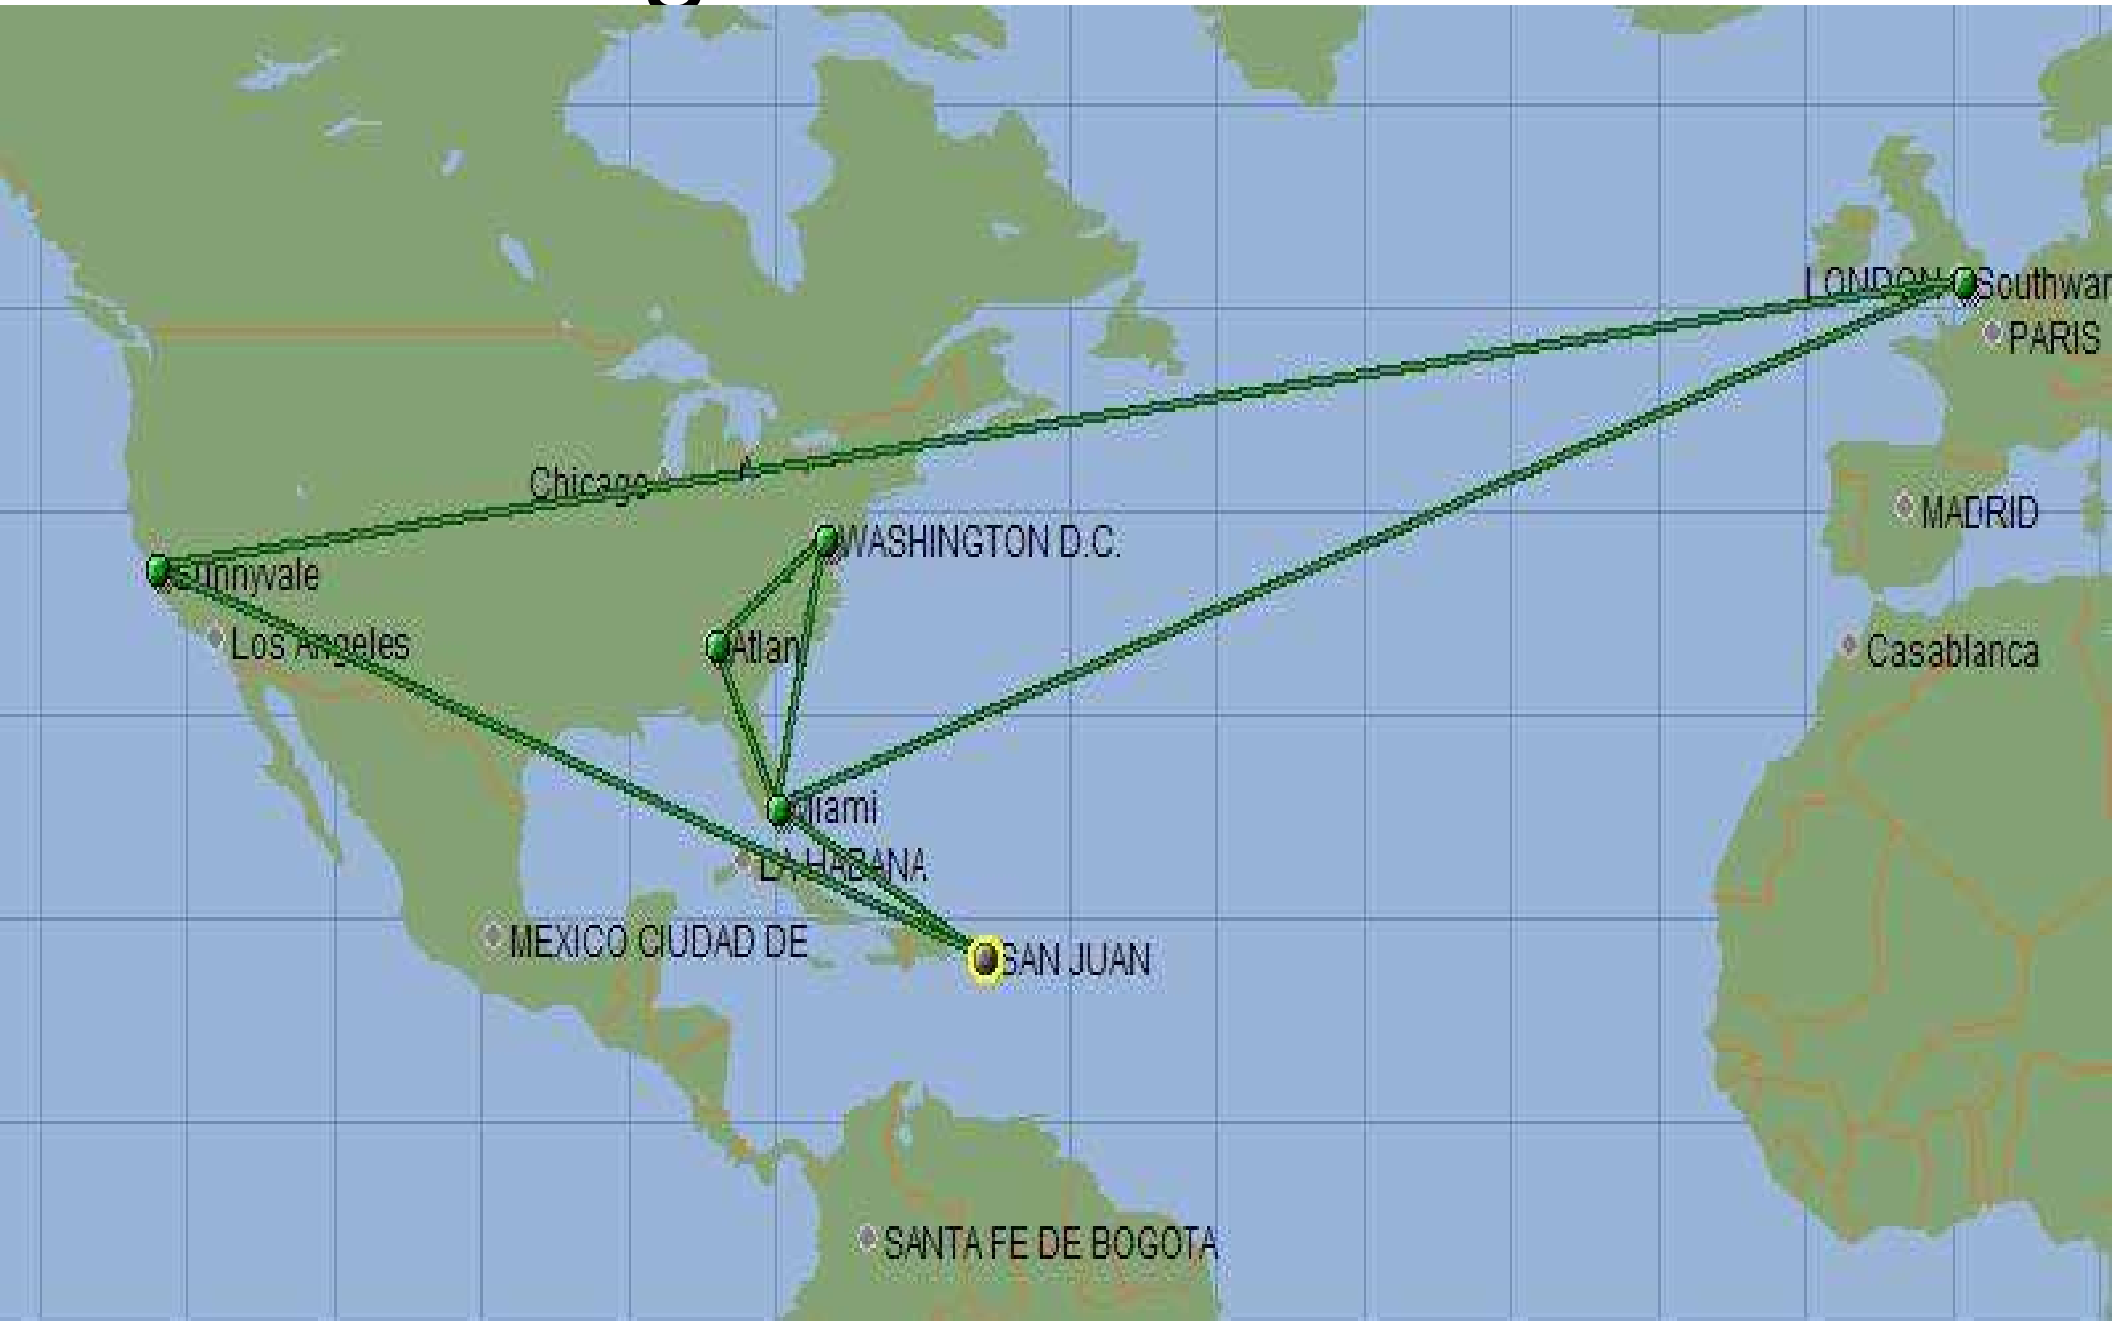 LONDON Southwar
PARIS
Chicago
MADRID
WASHINGTON D.C.
Sunnyvale
Los Angeles
Atlan
Casablanca
Miami
LA HABANA
MEXICO CIUDAD DE
SAN JUAN
SANTA FE DE BOGOTA